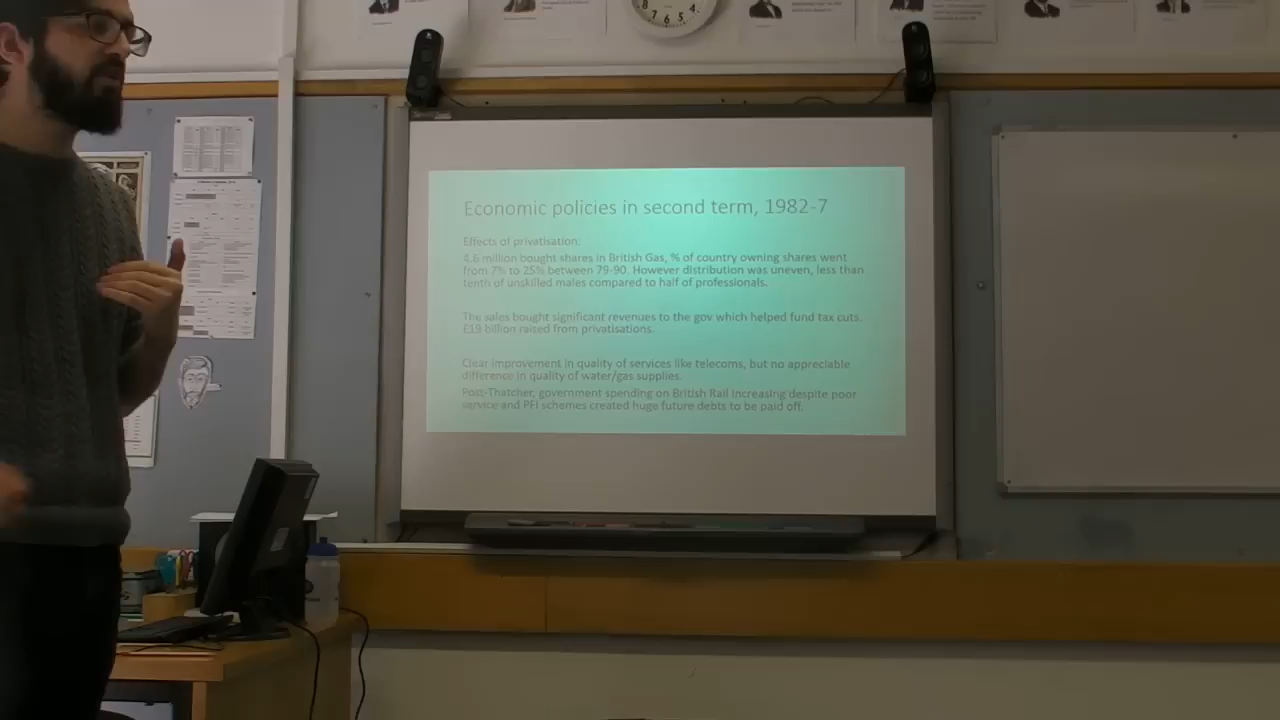 8 7 6 5 4
Economic policies in second term, 1982-7
Effects of privatisation:
4.6 million bought shares in British Gas, % of country owning shares went
from 7% to 25% between 79-90. However distribution was uneven, less than
tenth of unskilled males compared to half of professionals.
The sales bought significant revenues to the gov which helped fund tax cuts.
£19 billion raised from privatisations.
Clear improvement in quality of services like telecoms, but no appreciable
difference in quality of water/gas supplies.
Post-Thatcher, government spending on British Rail increasing despite poor
service and PFI schemes created huge future debts to be paid off.